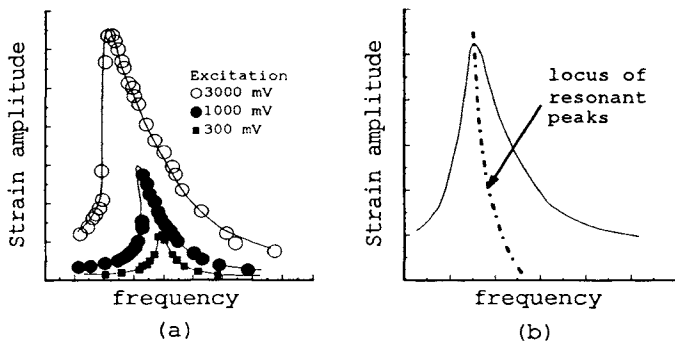 (a)
Strain amplitude
Excitation
3000 mV
1000 mV
300 mV
frequency
(b)
Strain amplitude
locus of
resonant
peaks
frequency